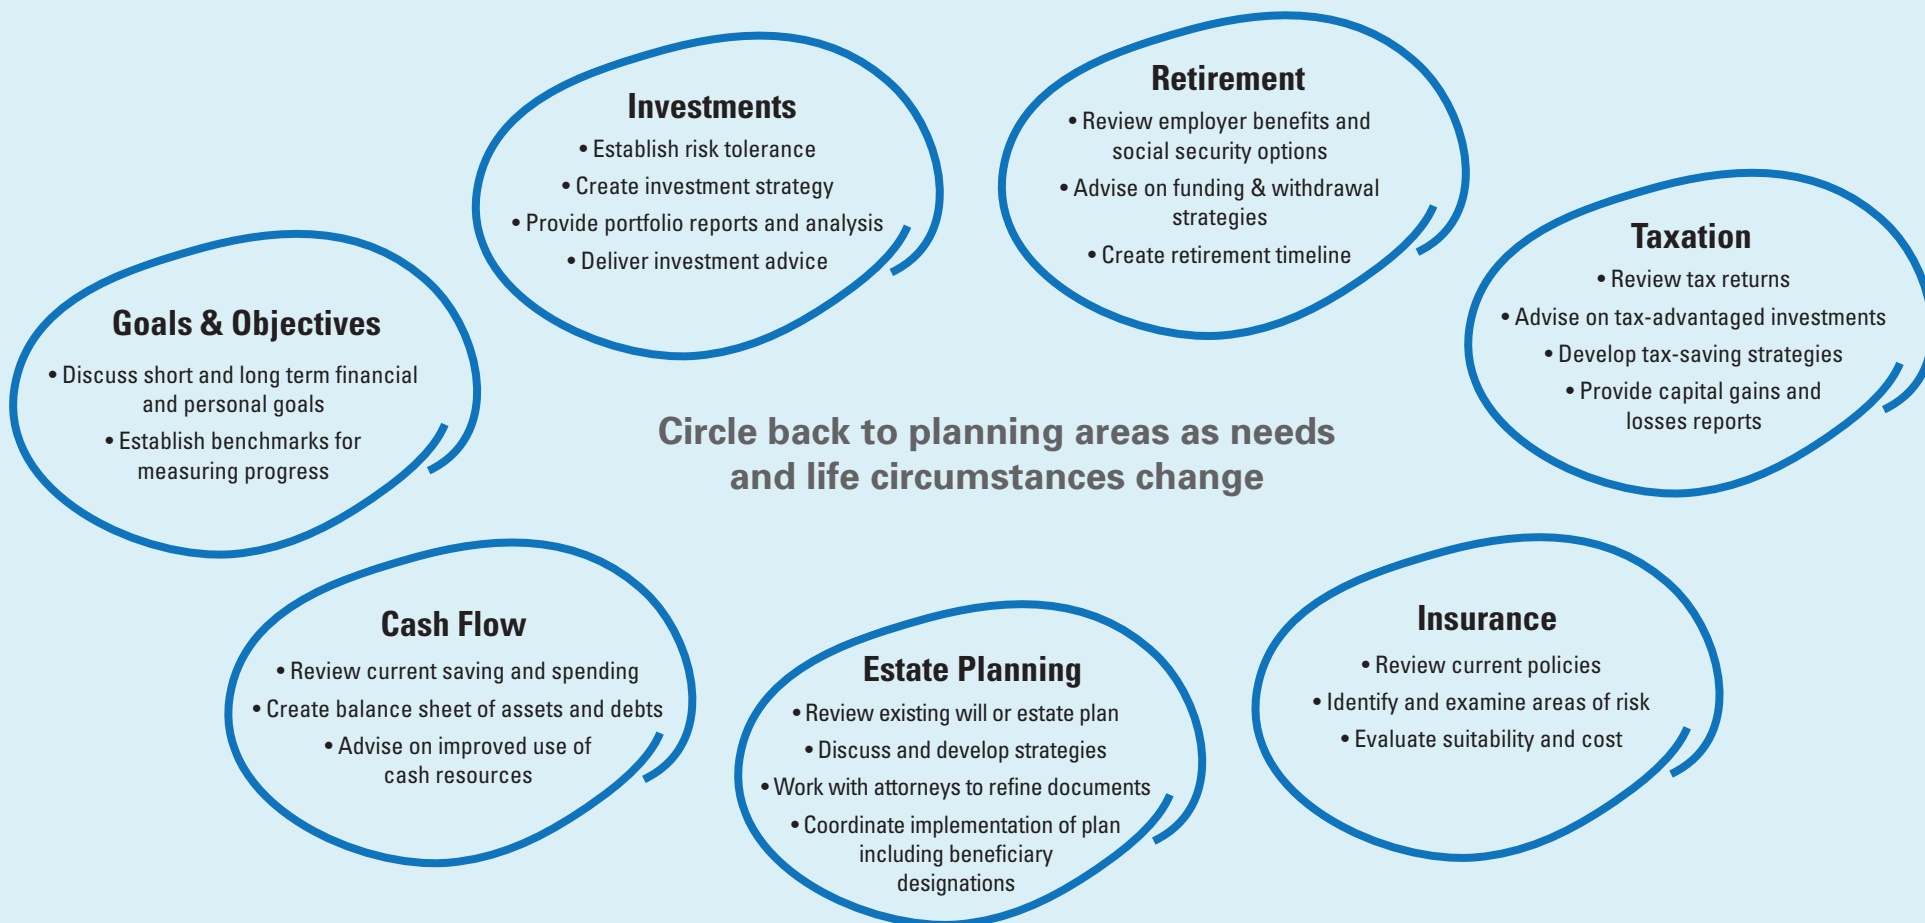 Investments
• Establish risk tolerance
• Create investment strategy
• Provide portfolio reports and analysis
• Deliver investment advice
Retirement
• Review employer benefits and
social security options
• Advise on funding & withdrawal
strategies
• Create retirement timeline
Taxation
• Review tax returns
• Advise on tax-advantaged investments
• Develop tax-saving strategies
• Provide capital gains and
losses reports
Goals & Objectives
• Discuss short and long term financial
and personal goals
• Establish benchmarks for
measuring progress
Circle back to planning areas as needs
and life circumstances change
Cash Flow
• Review current saving and spending
• Create balance sheet of assets and debts
• Advise on improved use of
cash resources
Estate Planning
• Review existing will or estate plan
• Discuss and develop strategies
• Work with attorneys to refine documents
• Coordinate implementation of plan
including beneficiary
designations
Insurance
• Review current policies
• Identify and examine areas of risk
• Evaluate suitability and cost